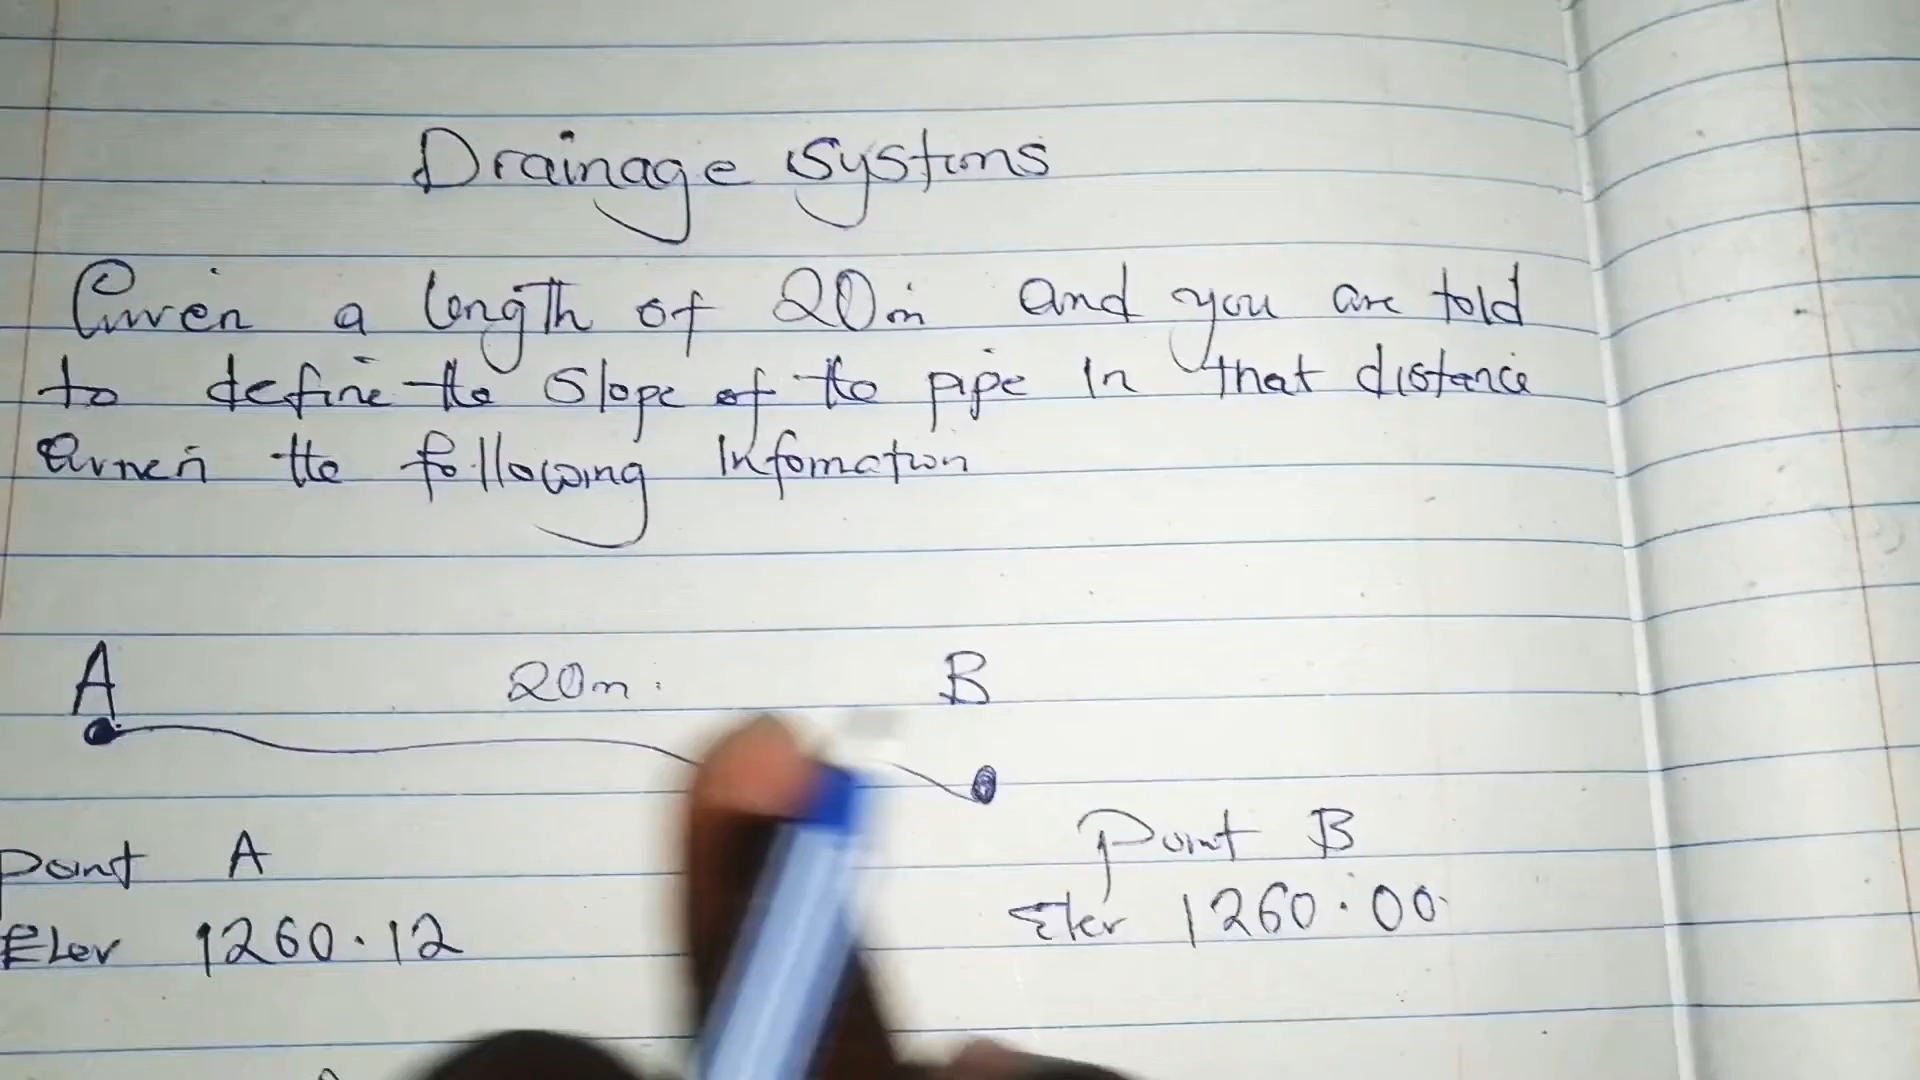 Drainage systems
Given a length of 20m and you are told
to define the slope of the pipe in that distance
Given the following Infomation
A 20m. B
Point A
Elev 1260.12
Point B
Elev 1260.00.